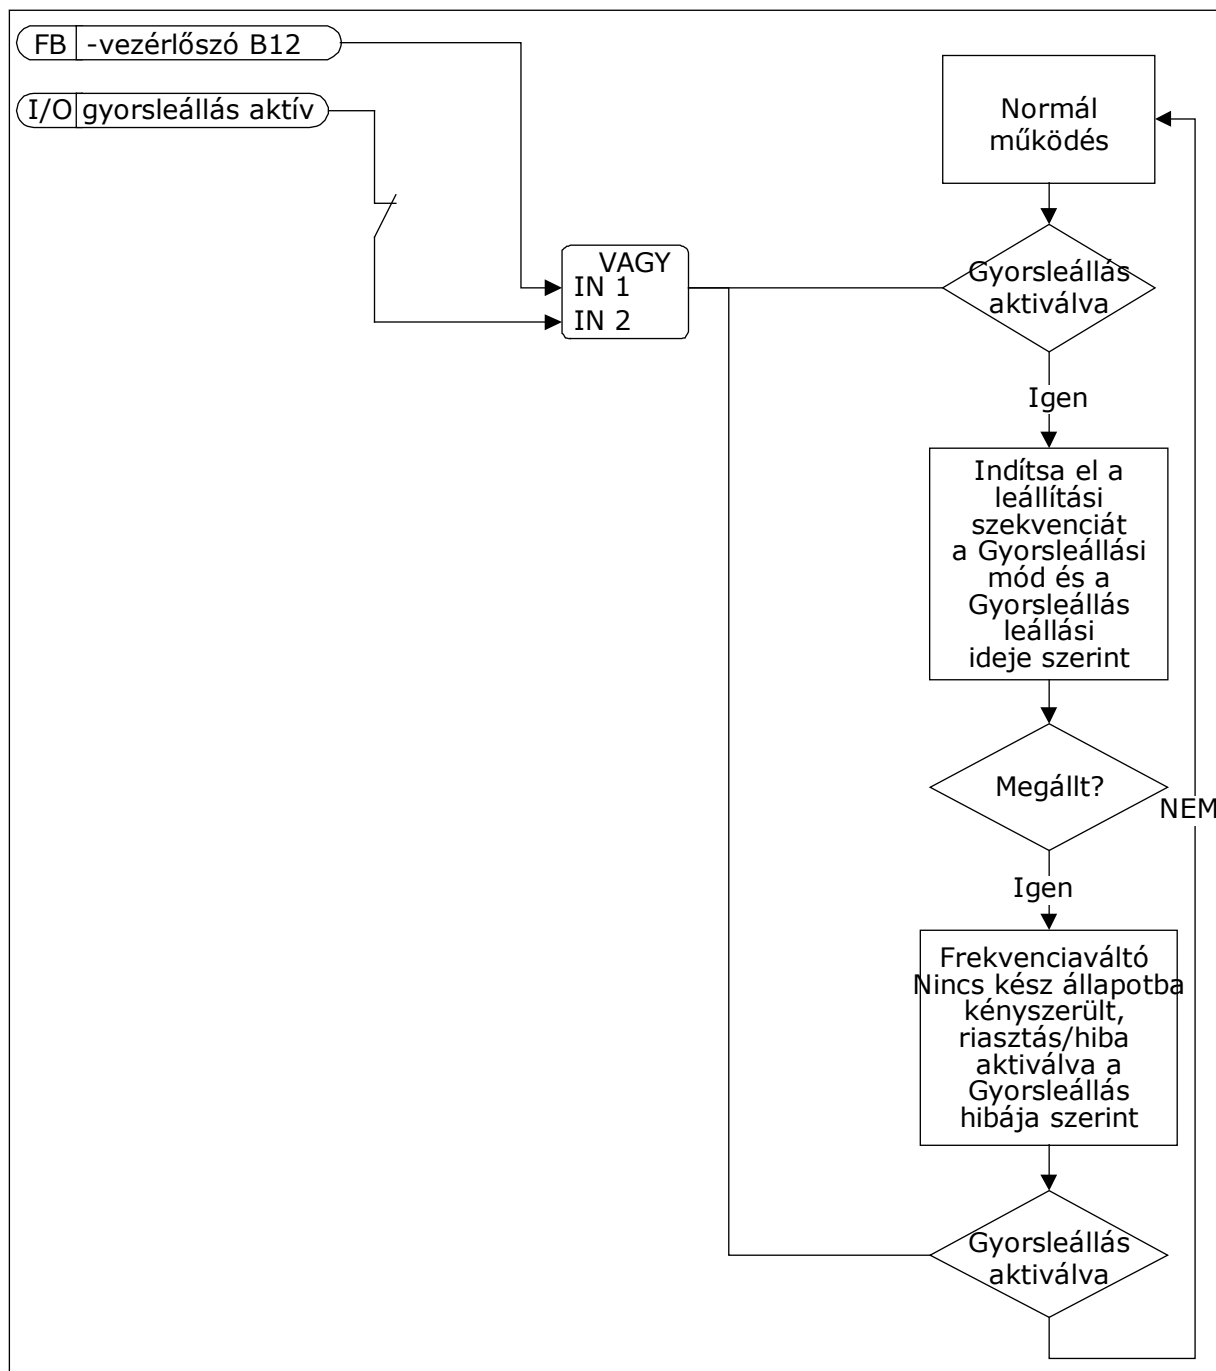 FB -vezérlőszó B12
I/O gyorsleállás aktív
VAGY
IN 1
IN 2
Normál
működés
Gyorsleállás
aktiválva
Igen
Indítsa el a
leállítási
szekvenciát
a Gyorsleállási
mód és a
Gyorsleállás
leállási
ideje szerint
Megállt?
NEM
Igen
Frekvenciaváltó
Nincs kész állapotba
kényszerült,
riasztás/hiba
aktiválva a
Gyorsleállás
hibája szerint
Gyorsleállás
aktiválva